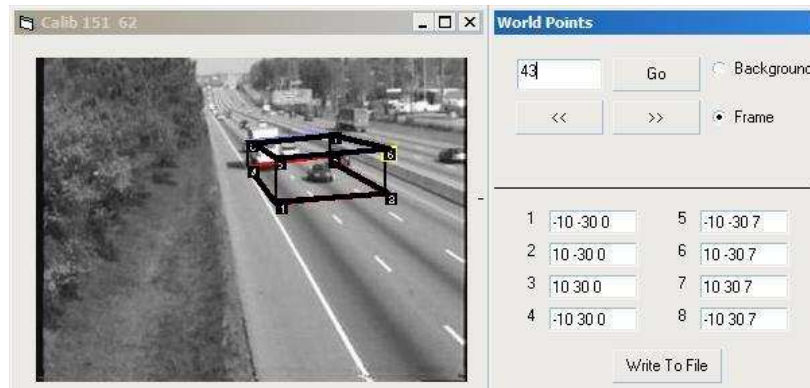 Calib 151 62
World Points
43
Go
Background
<<
>>
Frame
1 -10 -30 0
5 -10 -30 7
2 10 -30 0
6 10 -30 7
3 10 30 0
7 10 30 7
4 -10 30 0
8 -10 30 7
Write To File
1
6